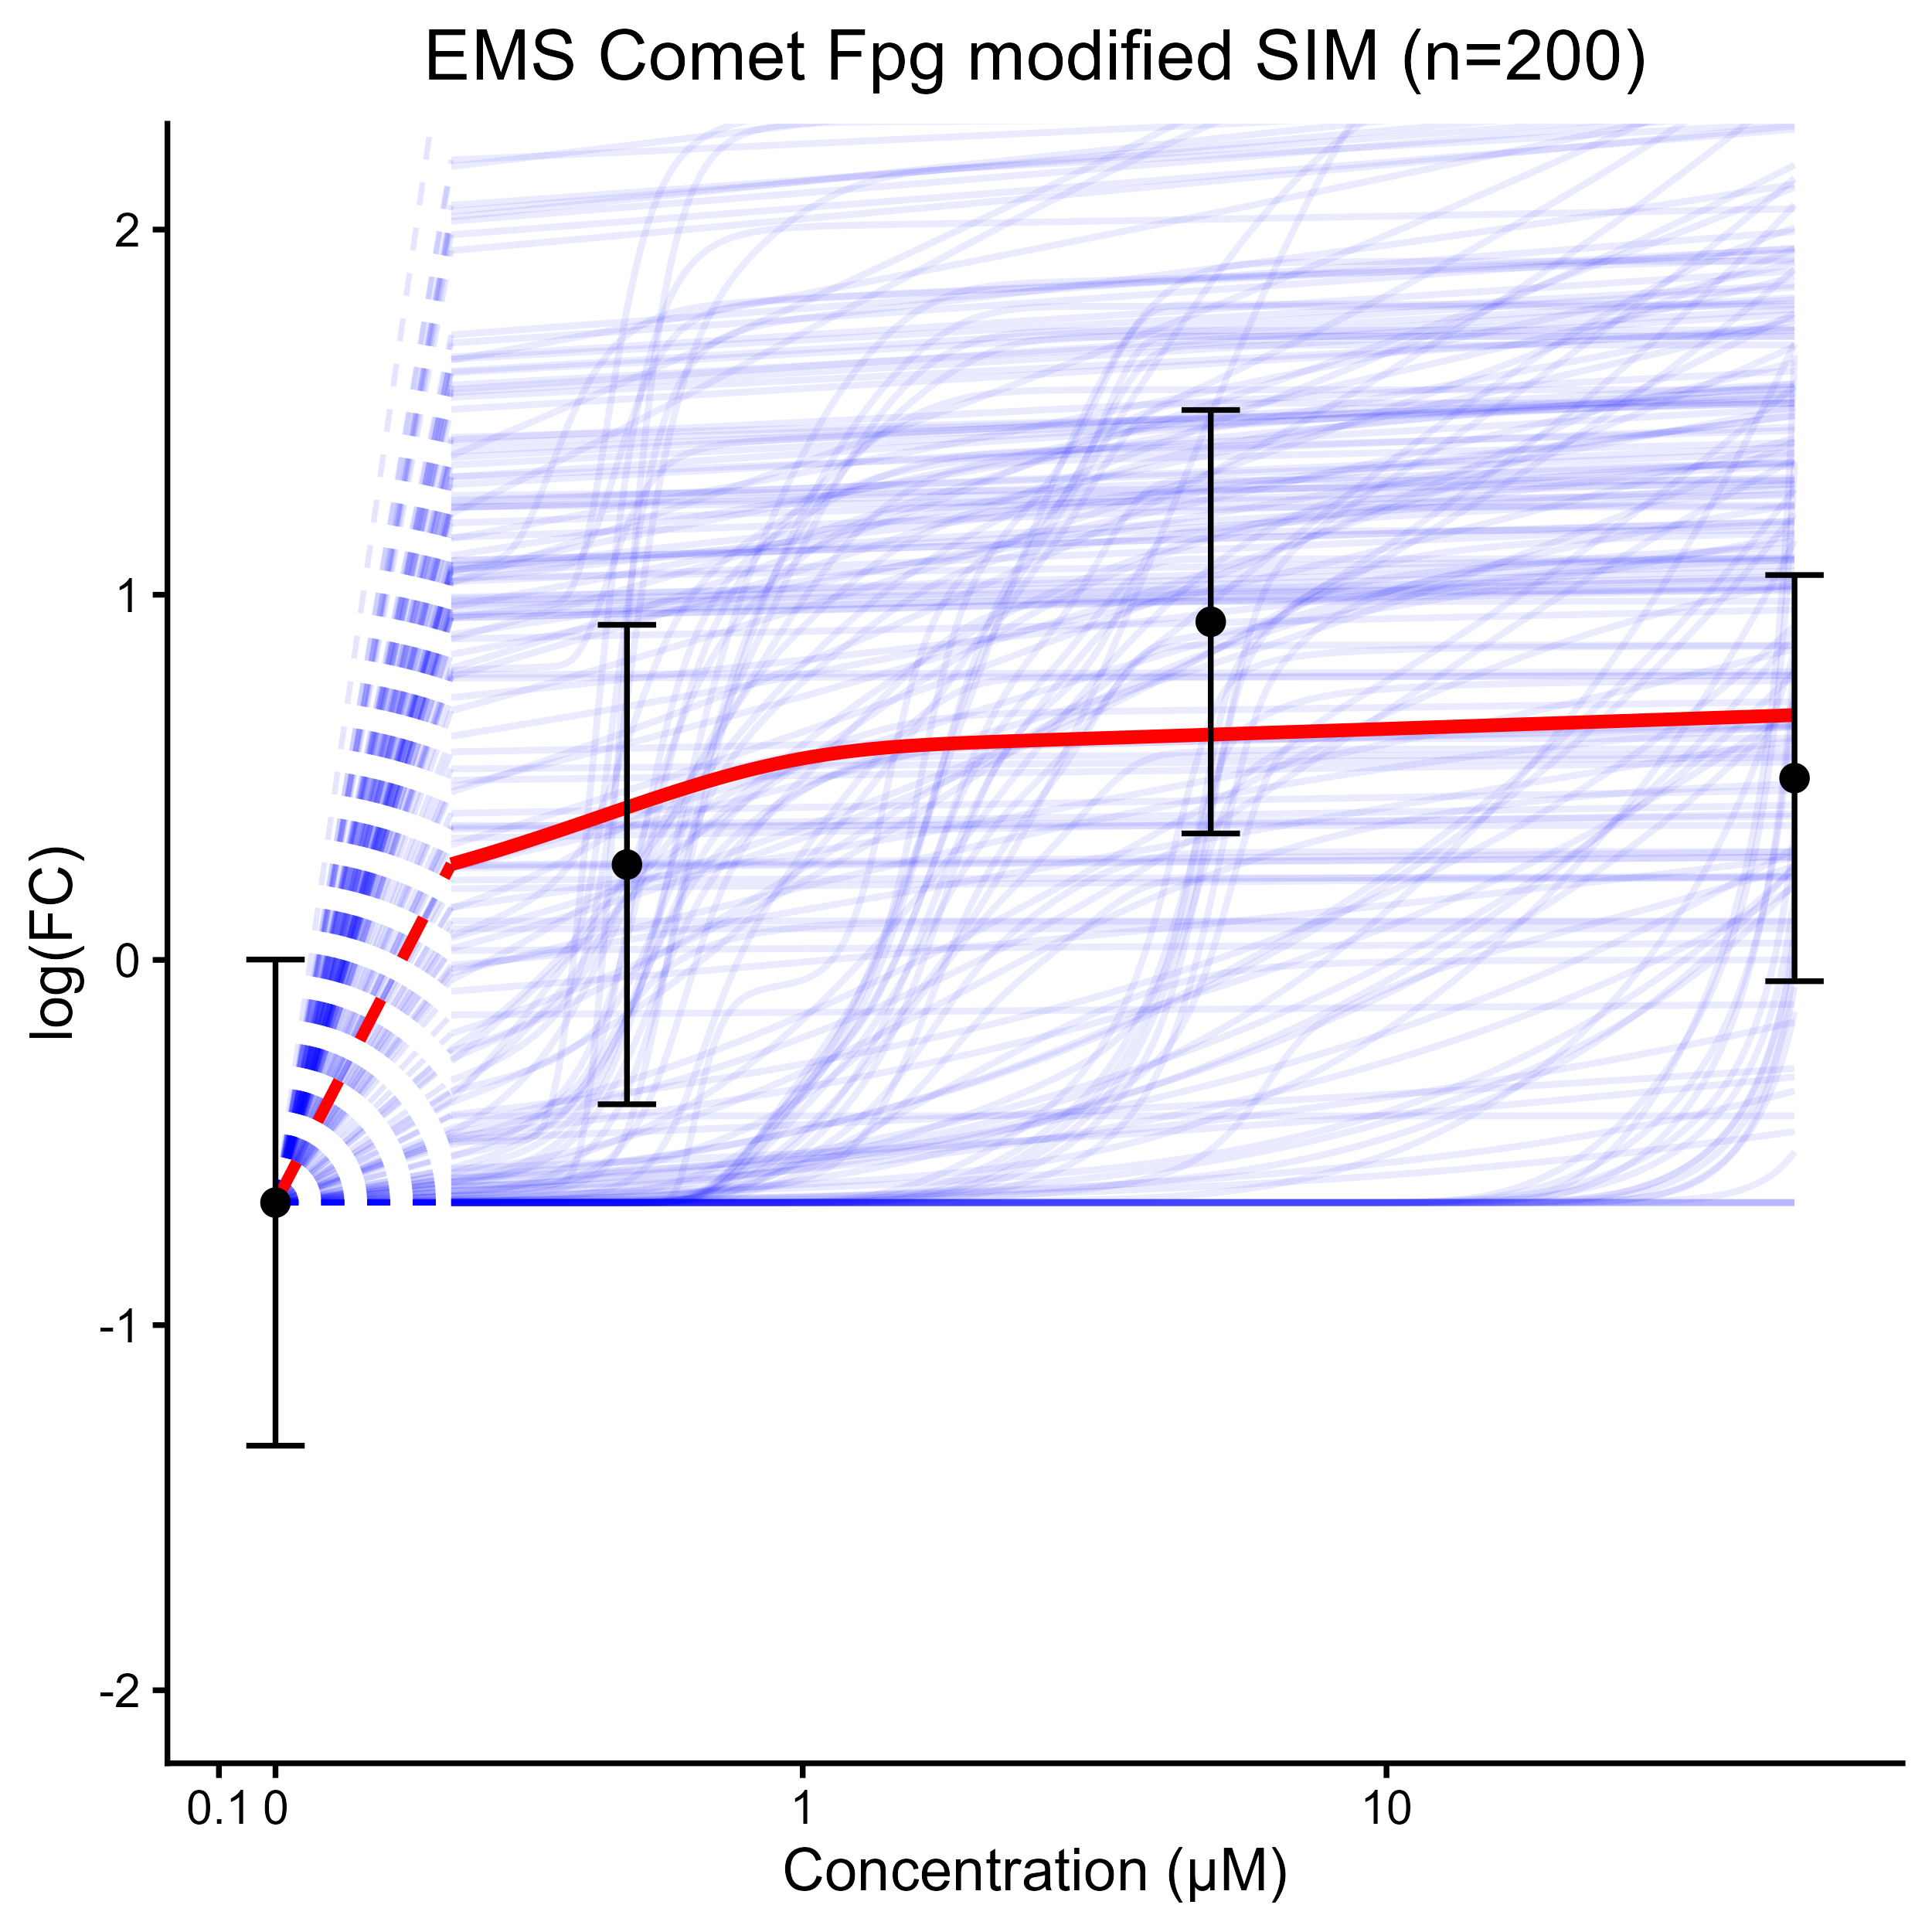 EMS Comet Fpg modified SIM (n=200)
log(FC)
2
1
0
-1
-2
0.1 0 1 10
Concentration (µM)